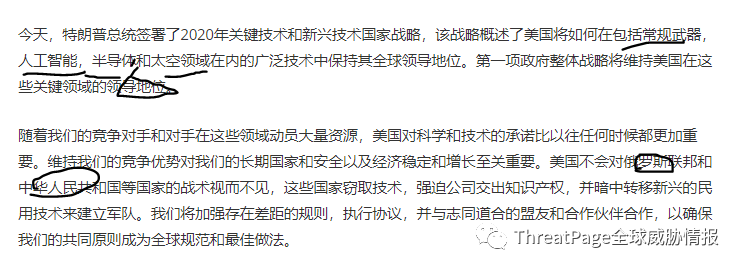 今天，特朗普总统签署了2020年关键技术和新兴技术国家战略，该战略概述了美国将如何在包括常规武器，
人工智能，半导体和太空领域在内的广泛技术中保持其全球领导地位。第一项政府整体战略将维持美国在这
些关键领域的领导地位。
随着我们的竞争对手和对手在这些领域动员大量资源，美国对科学和技术的承诺比以往任何时候都更加重
要。维持我们的竞争优势对我们的长期国家和安全以及经济稳定和增长至关重要。美国不会对俄罗斯联邦和
中华人民共和国等国家的战术视而不见，这些国家窃取技术，强迫公司交出知识产权，并暗中转移新兴的民
用技术来建立军队。我们将加强存在差距的规则，执行协议，并与志同道合的盟友和合作伙伴合作，以确保
我们的共同原则成为全球规范和最佳做法。
ThreatPage全球威胁情报